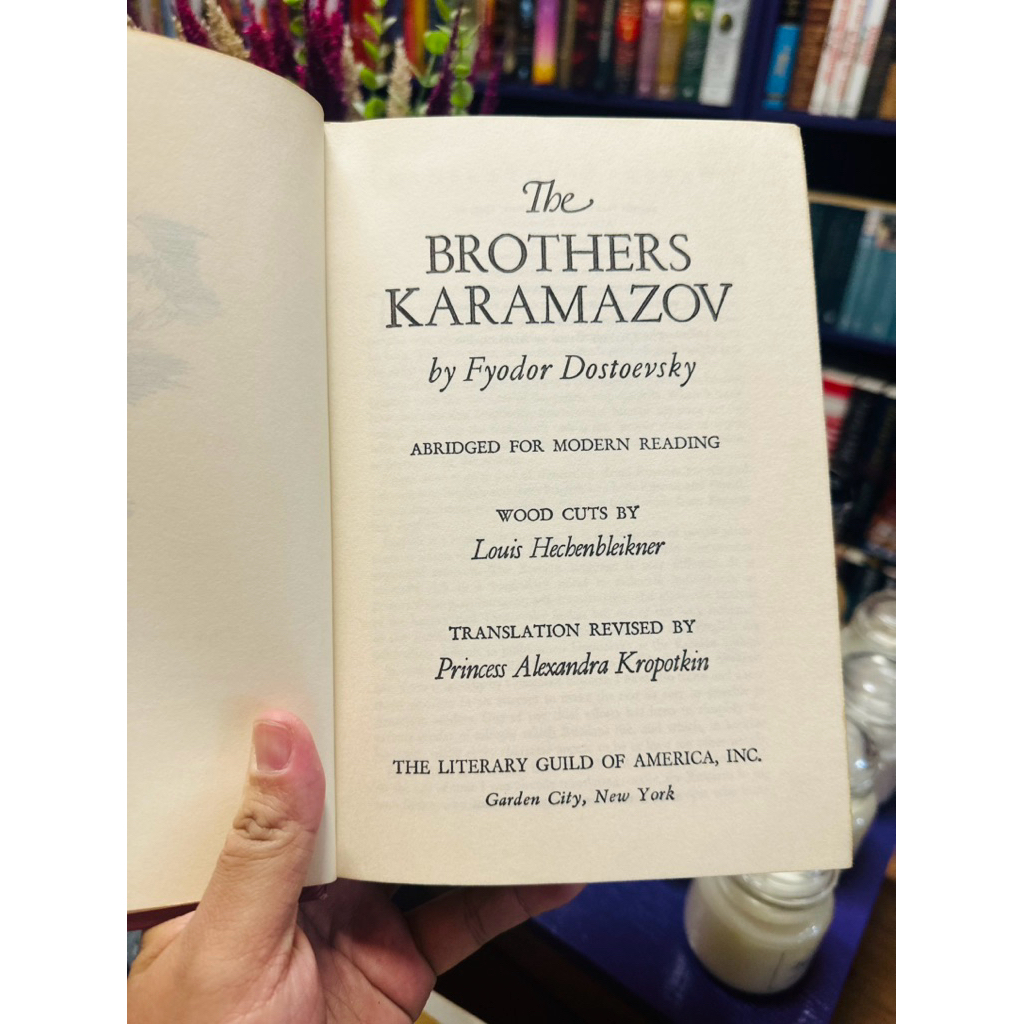 The
BROTHERS
KARAMAZOV
by Fyodor Dostoevsky
ABRIDGED FOR MODERN READING
WOOD CUTS BY
Louis Hechenbleikner
TRANSLATION REVISED BY
Princess Alexandra Kropotkin
THE LITERARY GUILD OF AMERICA, INC.
Garden City, New York